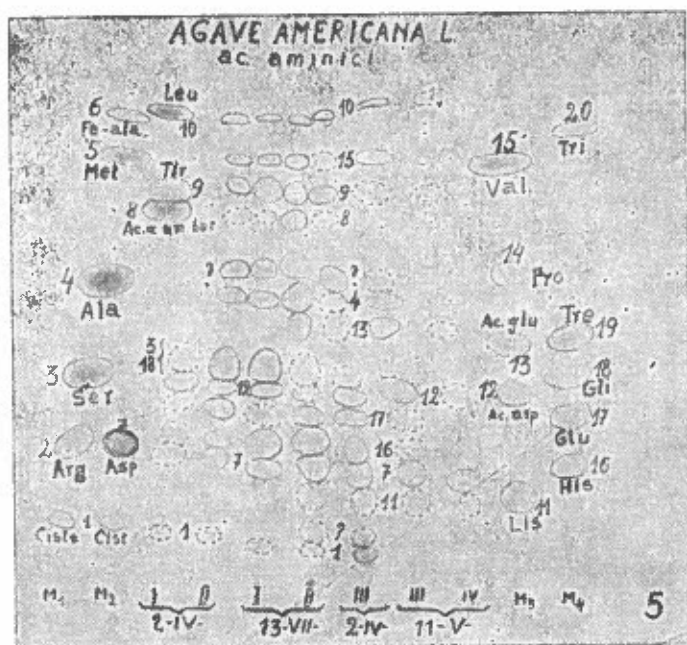 AGAVE AMERICANA L.
ac. aminici
Leu
6 10 20
Fe-ala 10 Tri
5 15 15
Met Tir Val
9 9
8 8
Ac. α am but
14
? ? Pro
4 4
Ala
13 Ac. glu Tre
19
3 13
18 18
3 Gli
Ser 12 12 12
Ac. asp
17 17
Glu
2 7 16
Arg Asp 7 7 16
His
11 11
Lis
1 1 ?
Cist 1
M₁ M₂ I II I II III III IV M₃ M₄
2-IV- 13-VII- 2-IV- 11-V- 5